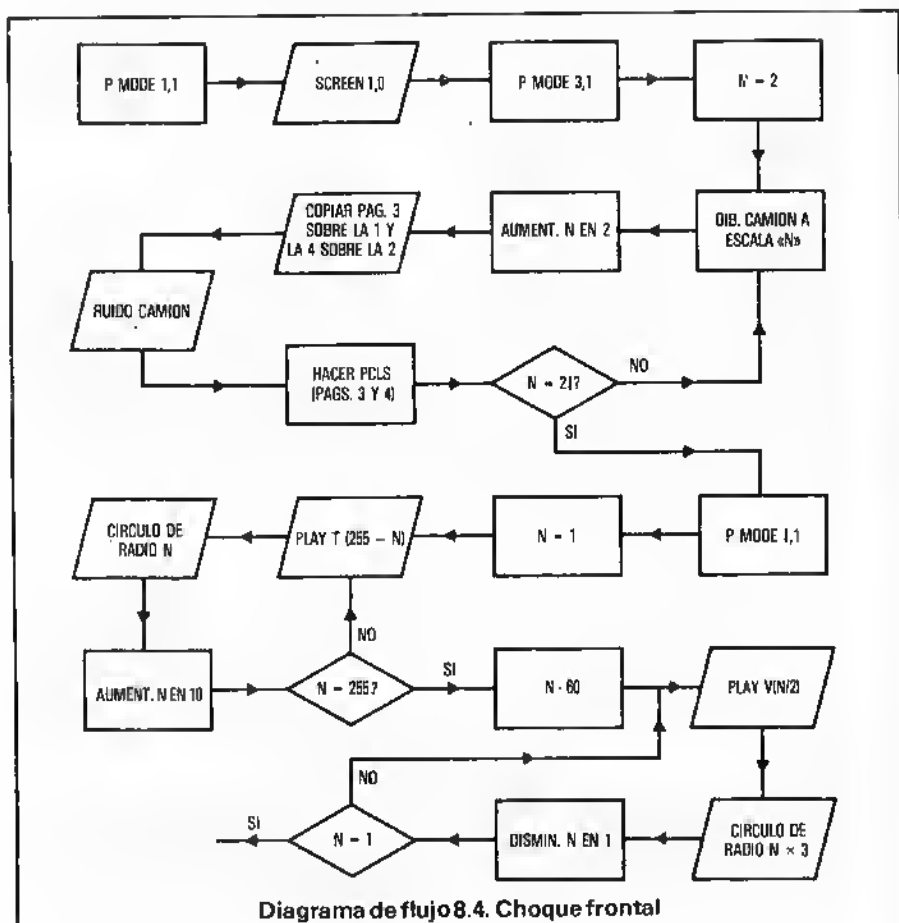 P MODE 1,1
SCREEN 1,0
P MODE 3,1
N = 2
COPIAR PAG. 3
SOBRE LA 1 Y
LA 4 SOBRE LA 2
AUMENT. N EN 2
DIB. CAMION A
ESCALA «N»
RUIDO CAMION
HACER PCLS
(PAGS. 3 Y 4)
N = 21?
NO
SI
CIRCULO DE
RADIO N
PLAY T (255 – N)
N = 1
P MODE 1,1
NO
AUMENT. N EN 10
N = 255?
SI
N - 60
PLAY V(N/2)
NO
SI
N = 1
DISMIN. N EN 1
CIRCULO DE
RADIO N × 3
Diagrama de flujo 8.4. Choque frontal